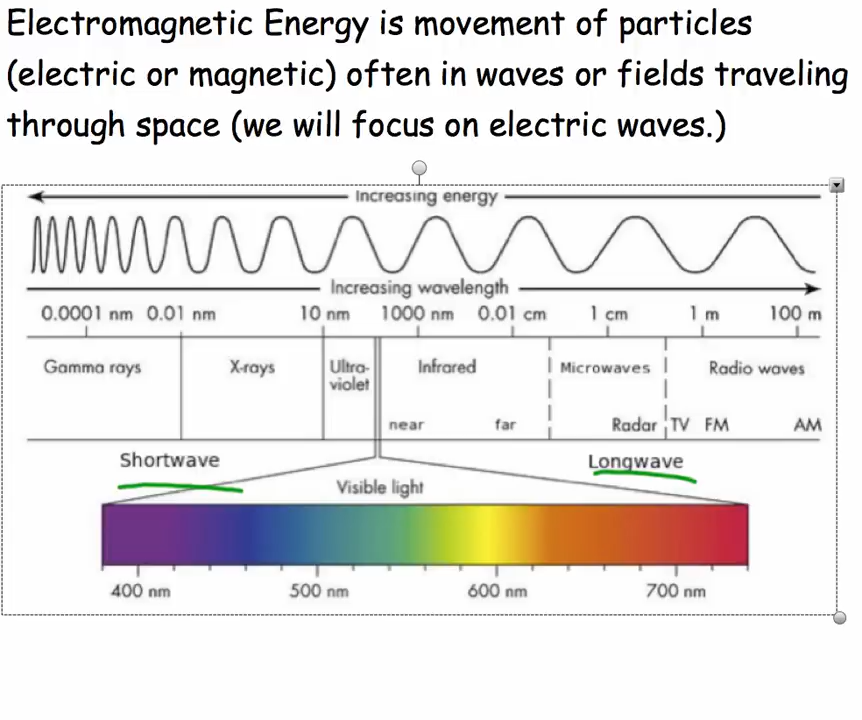 Electromagnetic Energy is movement of particles
(electric or magnetic) often in waves or fields traveling
through space (we will focus on electric waves.)
Increasing energy
Increasing wavelength
0.0001 nm 0.01 nm 10 nm 1000 nm 0.01 cm 1 cm 1 m 100 m
Gamma rays X-rays Ultra- Infrared Microwaves Radio waves
violet
near far Radar TV FM AM
Shortwave Longwave
Visible light
400 nm 500 nm 600 nm 700 nm